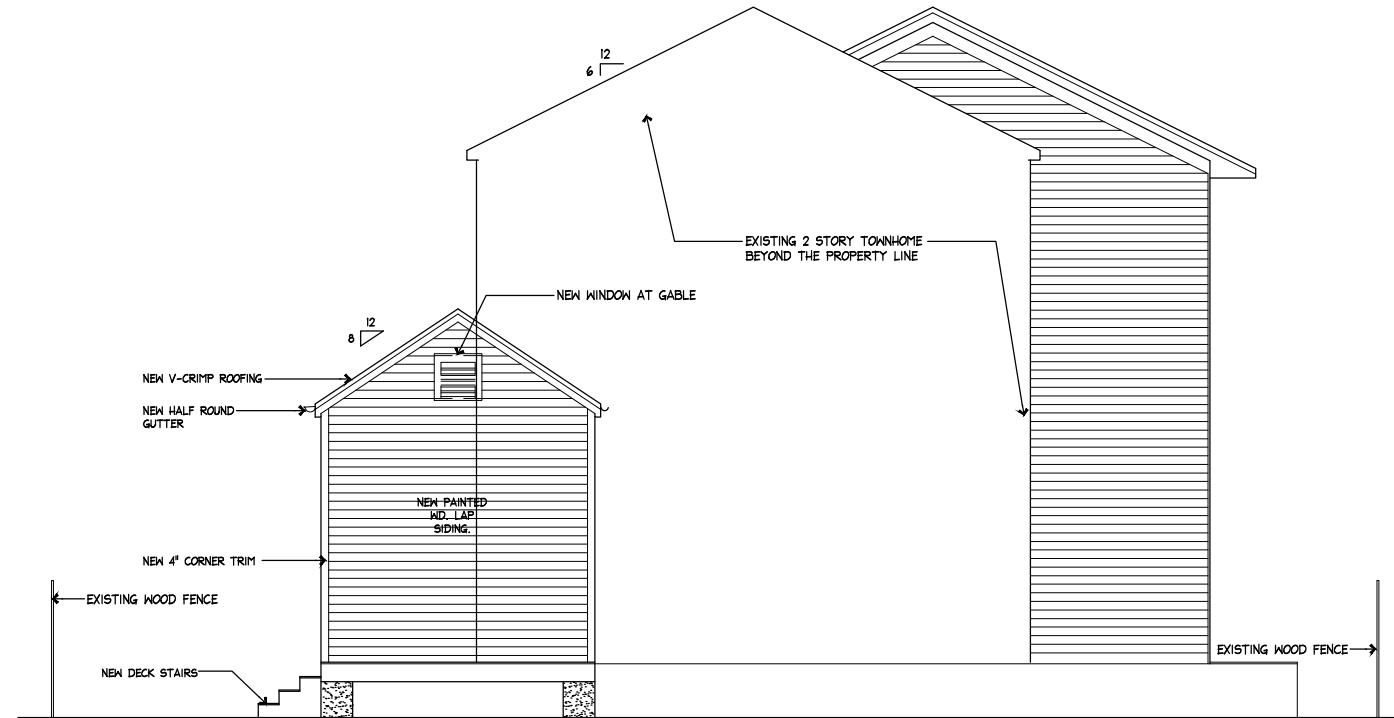 12
6
EXISTING 2 STORY TOWNHOME
BEYOND THE PROPERTY LINE
NEW WINDOW AT GABLE
12
8
NEW V-CRIMP ROOFING
NEW HALF ROUND
GUTTER
NEW PAINTED
WD. LAP
SIDING.
NEW 4" CORNER TRIM
EXISTING WOOD FENCE
EXISTING WOOD FENCE
NEW DECK STAIRS